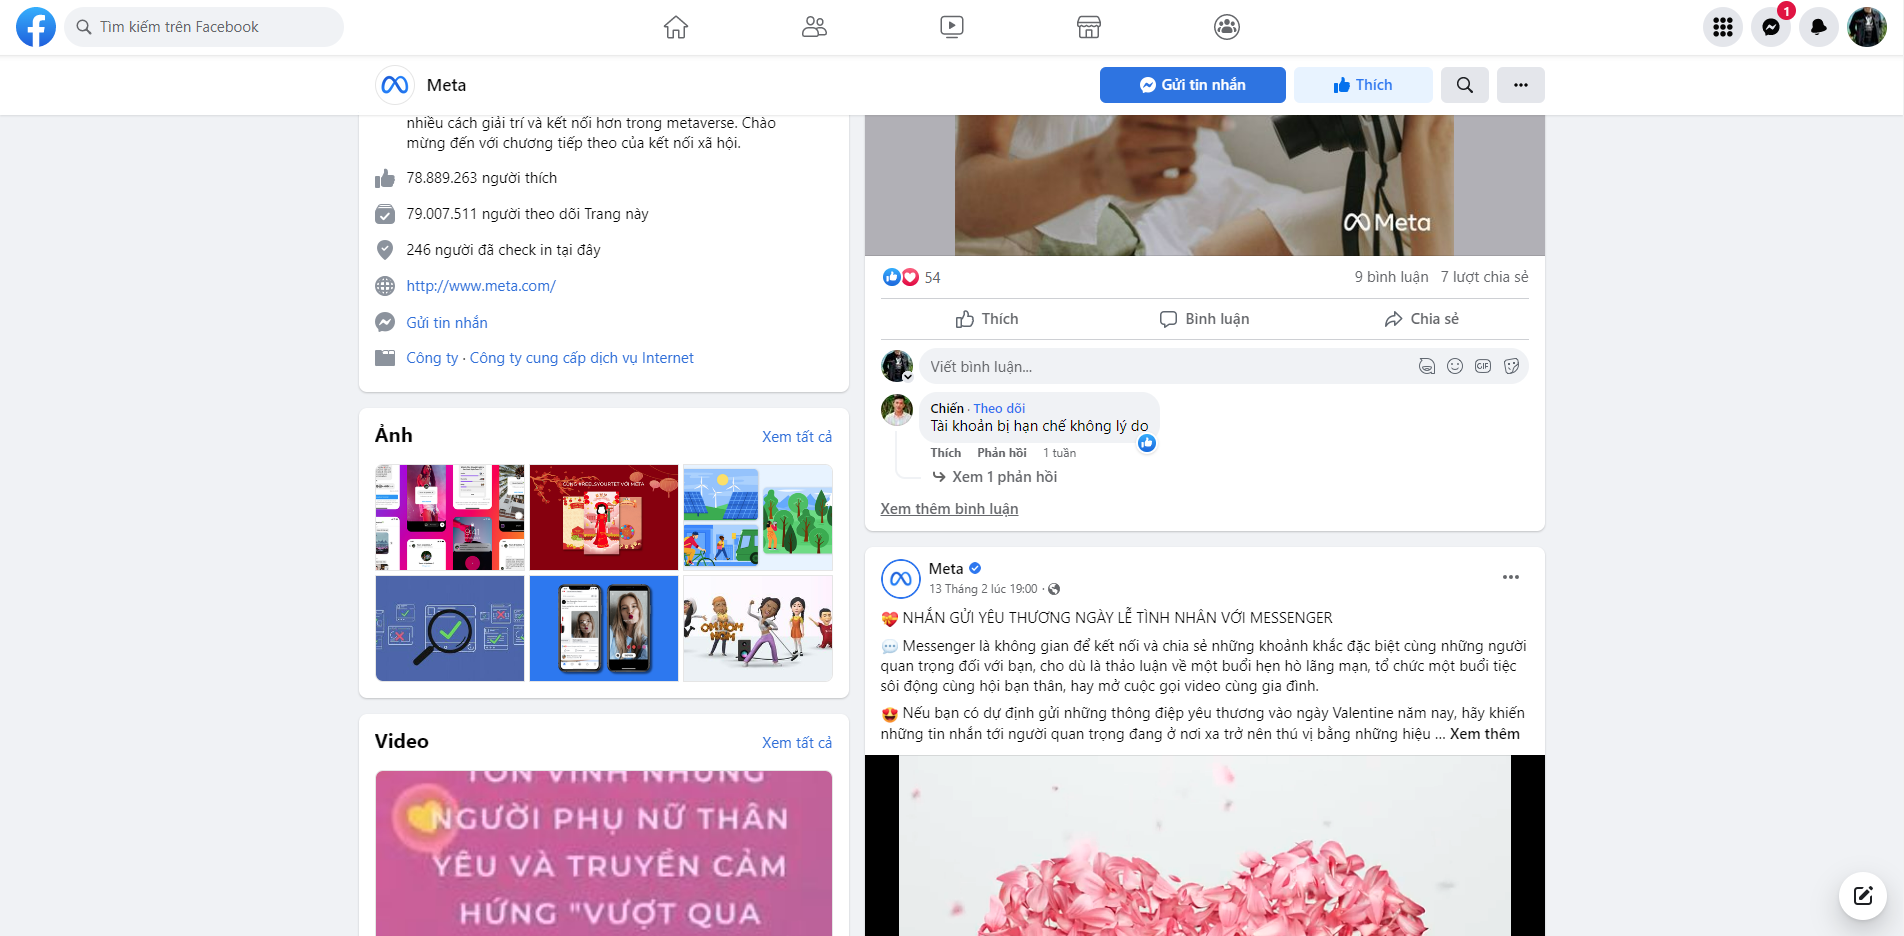 Tìm kiếm trên Facebook
1
Meta
Gửi tin nhắn
Thích
nhiều cách giải trí và kết nối hơn trong metaverse. Chào
mừng đến với chương tiếp theo của kết nối xã hội.
78.889.263 người thích
79.007.511 người theo dõi Trang này
246 người đã check in tại đây
http://www.meta.com/
Gửi tin nhắn
Công ty · Công ty cung cấp dịch vụ Internet
Ảnh
Xem tất cả
CÙNG #REELSYOURTET VỚI META
OM NOM
NOM
Video
Xem tất cả
TÔN VINH NHỮNG
NGƯỜI PHỤ NỮ THÂN
YÊU VÀ TRUYỀN CẢM
HỨNG "VƯỢT QUA
Meta
54
9 bình luận
7 lượt chia sẻ
Thích
Bình luận
Chia sẻ
Viết bình luận...
GIF
Chiến · Theo dõi
Tài khoản bị hạn chế không lý do
Thích
Phản hồi
1 tuần
Xem 1 phản hồi
Xem thêm bình luận
Meta
13 Tháng 2 lúc 19:00 ·
NHẮN GỬI YÊU THƯƠNG NGÀY LỄ TÌNH NHÂN VỚI MESSENGER
Messenger là không gian để kết nối và chia sẻ những khoảnh khắc đặc biệt cùng những người
quan trọng đối với bạn, cho dù là thảo luận về một buổi hẹn hò lãng mạn, tổ chức một buổi tiệc
sôi động cùng hội bạn thân, hay mở cuộc gọi video cùng gia đình.
Nếu bạn có dự định gửi những thông điệp yêu thương vào ngày Valentine năm nay, hãy khiến
những tin nhắn tới người quan trọng đang ở nơi xa trở nên thú vị bằng những hiệu ... Xem thêm